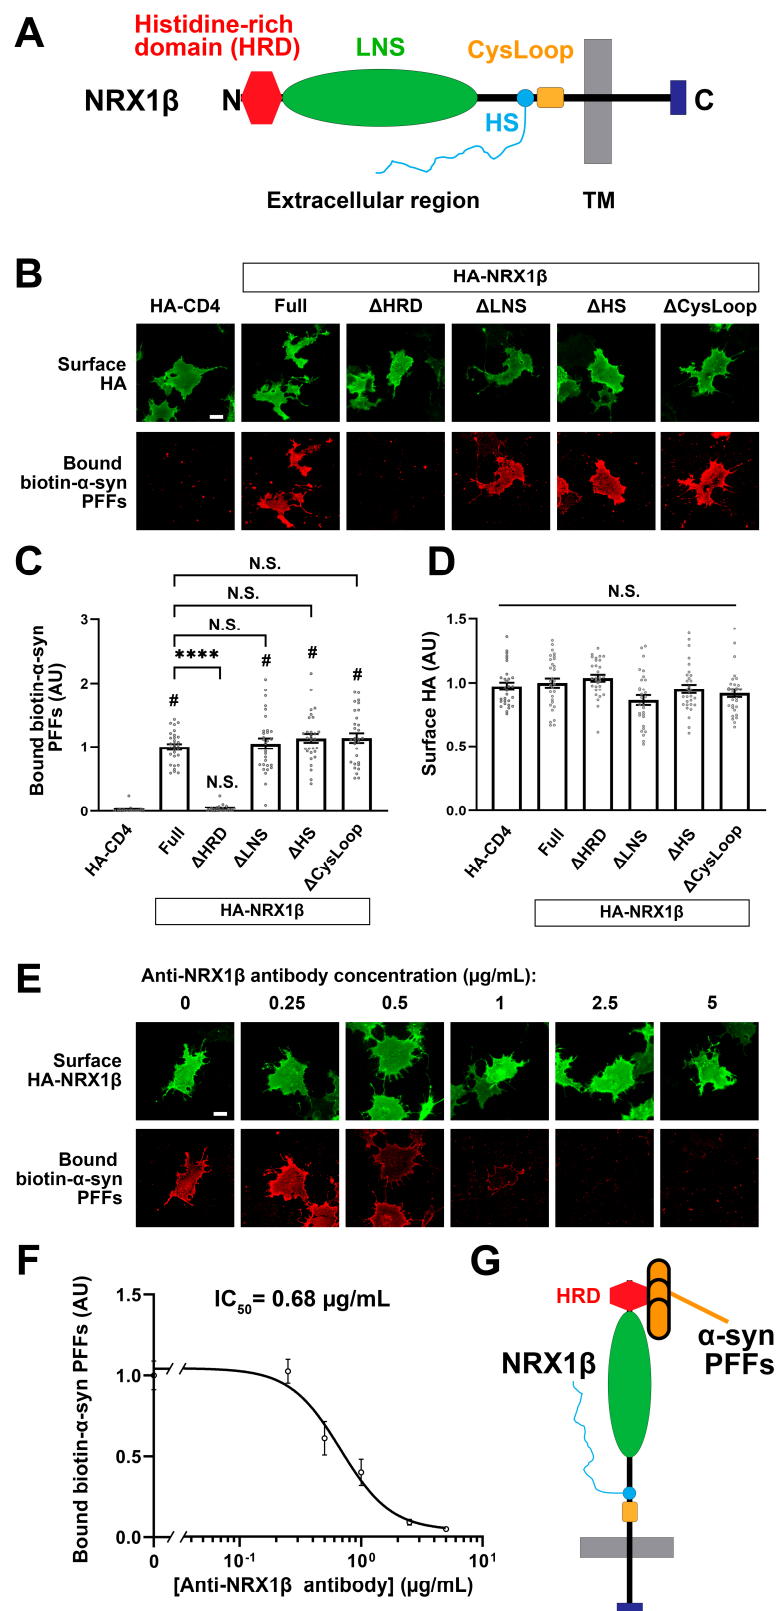 A
Histidine-rich
domain (HRD)
LNS
CysLoop
NRX1β
N
C
HS
Extracellular region
TM
B
HA-NRX1β
HA-CD4
Full
ΔHRD
ΔLNS
ΔHS
ΔCysLoop
Surface
HA
Bound
biotin-α-syn
PFFs
C
N.S.
N.S.
N.S.
****
#
#
#
#
N.S.
Bound biotin-α-syn
PFFs (AU)
3
2
1
0
HA-CD4
Full
ΔHRD
ΔLNS
ΔHS
ΔCysLoop
HA-NRX1β
D
N.S.
Surface HA (AU)
1.5
1.0
0.5
0.0
HA-CD4
Full
ΔHRD
ΔLNS
ΔHS
ΔCysLoop
HA-NRX1β
E
Anti-NRX1β antibody concentration (µg/mL):
0
0.25
0.5
1
2.5
5
Surface
HA-NRX1β
Bound
biotin-α-syn
PFFs
F
IC50= 0.68 µg/mL
Bound biotin-α-syn PFFs (AU)
1.5
1.0
0.5
0.0
0
10-1
100
101
[Anti-NRX1β antibody] (µg/mL)
G
HRD
α-syn
PFFs
NRX1β